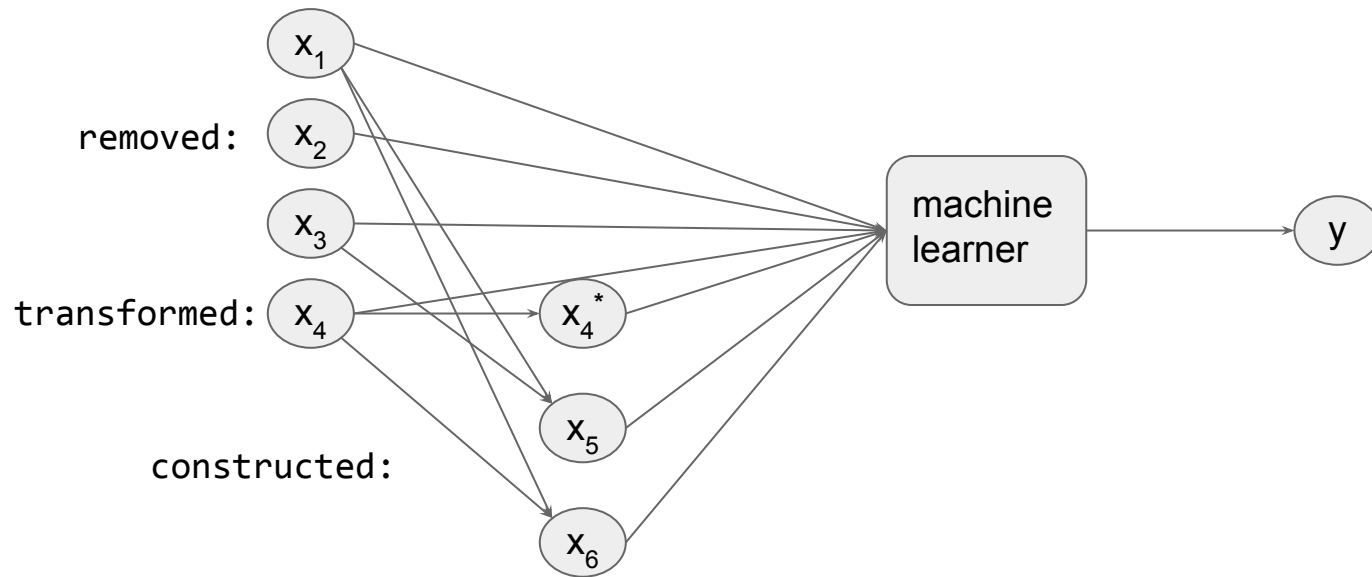 x₁
removed:
x₂
machine
learner
x₃
y
transformed:
x₄
x₄*
x₅
constructed:
x₆